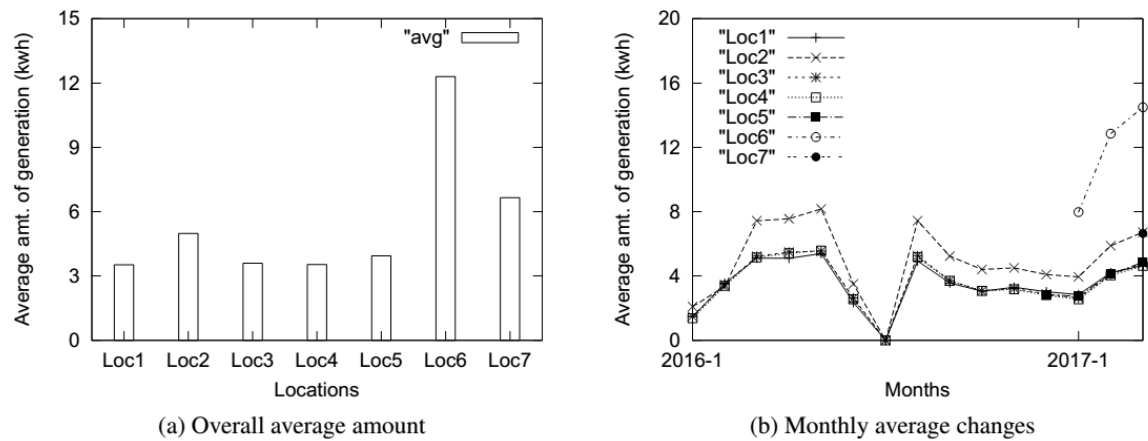 Average amt. of generation (kwh)
15
12
9
6
3
0
"avg"
Loc1 Loc2 Loc3 Loc4 Loc5 Loc6 Loc7
Locations
(a) Overall average amount
Average amt. of generation (kwh)
20
16
12
8
4
0
"Loc1"
"Loc2"
"Loc3"
"Loc4"
"Loc5"
"Loc6"
"Loc7"
2016-1 2017-1
Months
(b) Monthly average changes